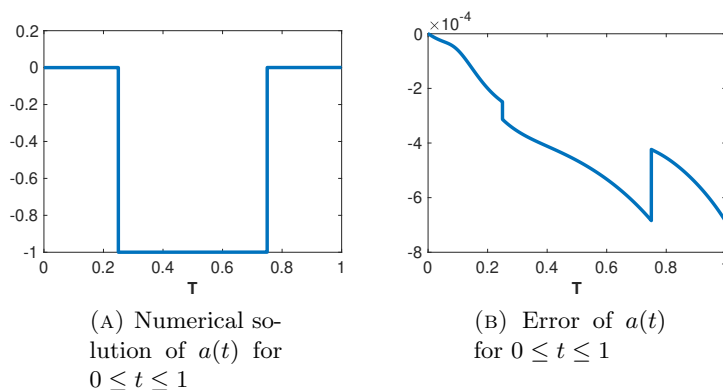 0.2
0
-0.2
-0.4
-0.6
-0.8
-1
0 0.2 0.4 0.6 0.8 1
T
(A) Numerical so-
lution of a(t) for
0 ≤ t ≤ 1
×10⁻⁴
0
-2
-4
-6
-8
0 0.2 0.4 0.6 0.8 1
T
(B) Error of a(t)
for 0 ≤ t ≤ 1